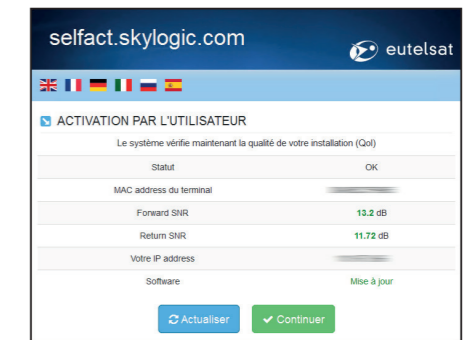 selfact.skylogic.com
eutelsat
ACTIVATION PAR L'UTILISATEUR
Le système vérifie maintenant la qualité de votre installation (QoI)
Statut OK
MAC address du terminal
Forward SNR 13.2 dB
Return SNR 11.72 dB
Votre IP address
Software Mise à jour
Actualiser Continuer